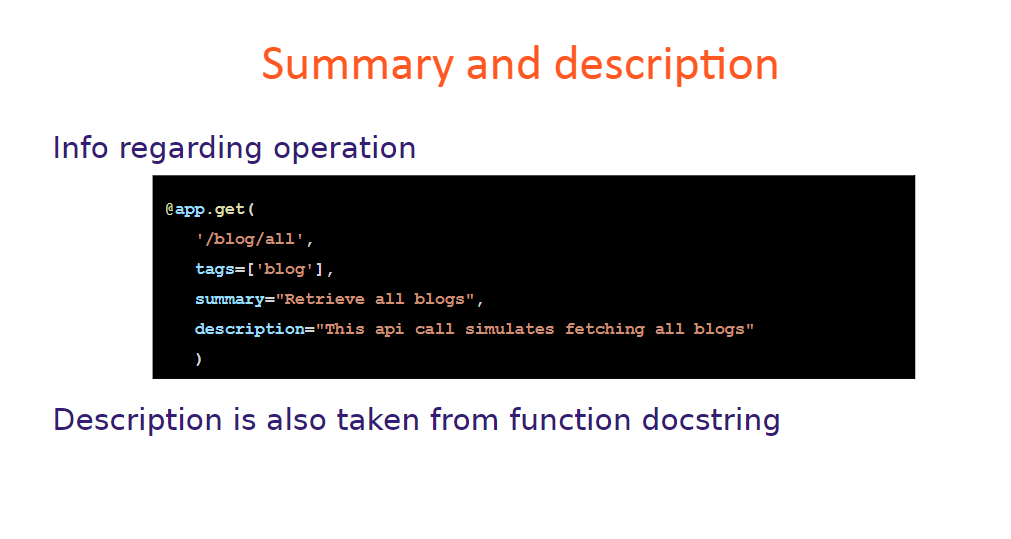 Summary and description
Info regarding operation
@app.get(
'/blog/all',
tags=['blog'],
summary="Retrieve all blogs",
description="This api call simulates fetching all blogs"
)
Description is also taken from function docstring